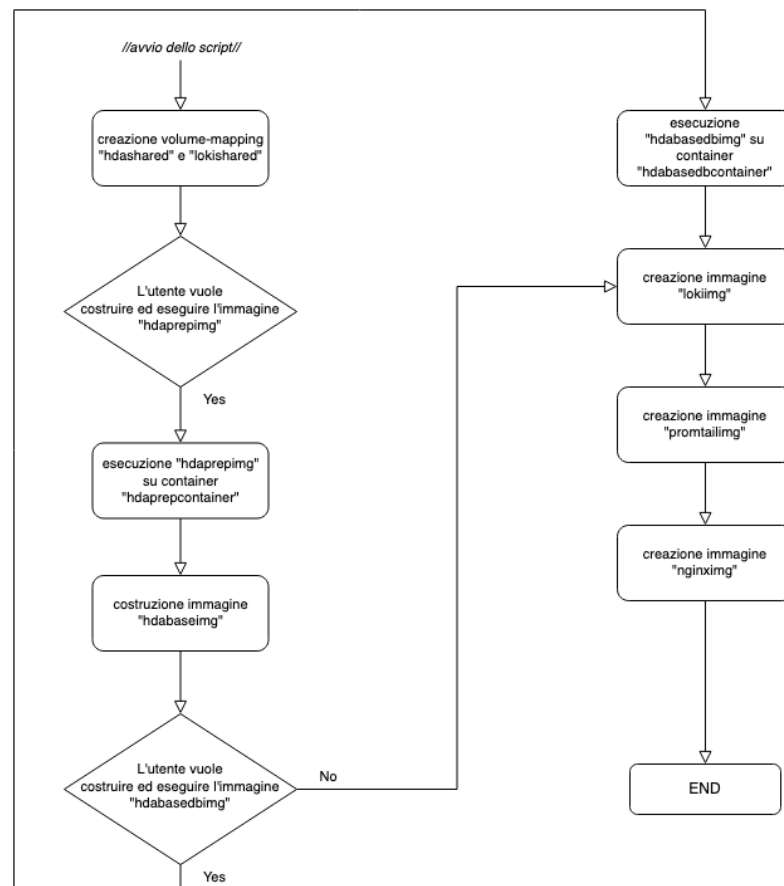 //avvio dello script//
creazione volume-mapping
"hdashared" e "lokishared"
L'utente vuole
costruire ed eseguire l'immagine
"hdaprepimg"
Yes
esecuzione "hdaprepimg"
su container
"hdaprepcontainer"
costruzione immagine
"hdabaseimg"
L'utente vuole
costruire ed eseguire l'immagine
"hdabasedbimg"
No
Yes
esecuzione
"hdabasedbimg" su
container
"hdabasedbcontainer"
creazione immagine
"lokiimg"
creazione immagine
"promtailimg"
creazione immagine
"nginximg"
END